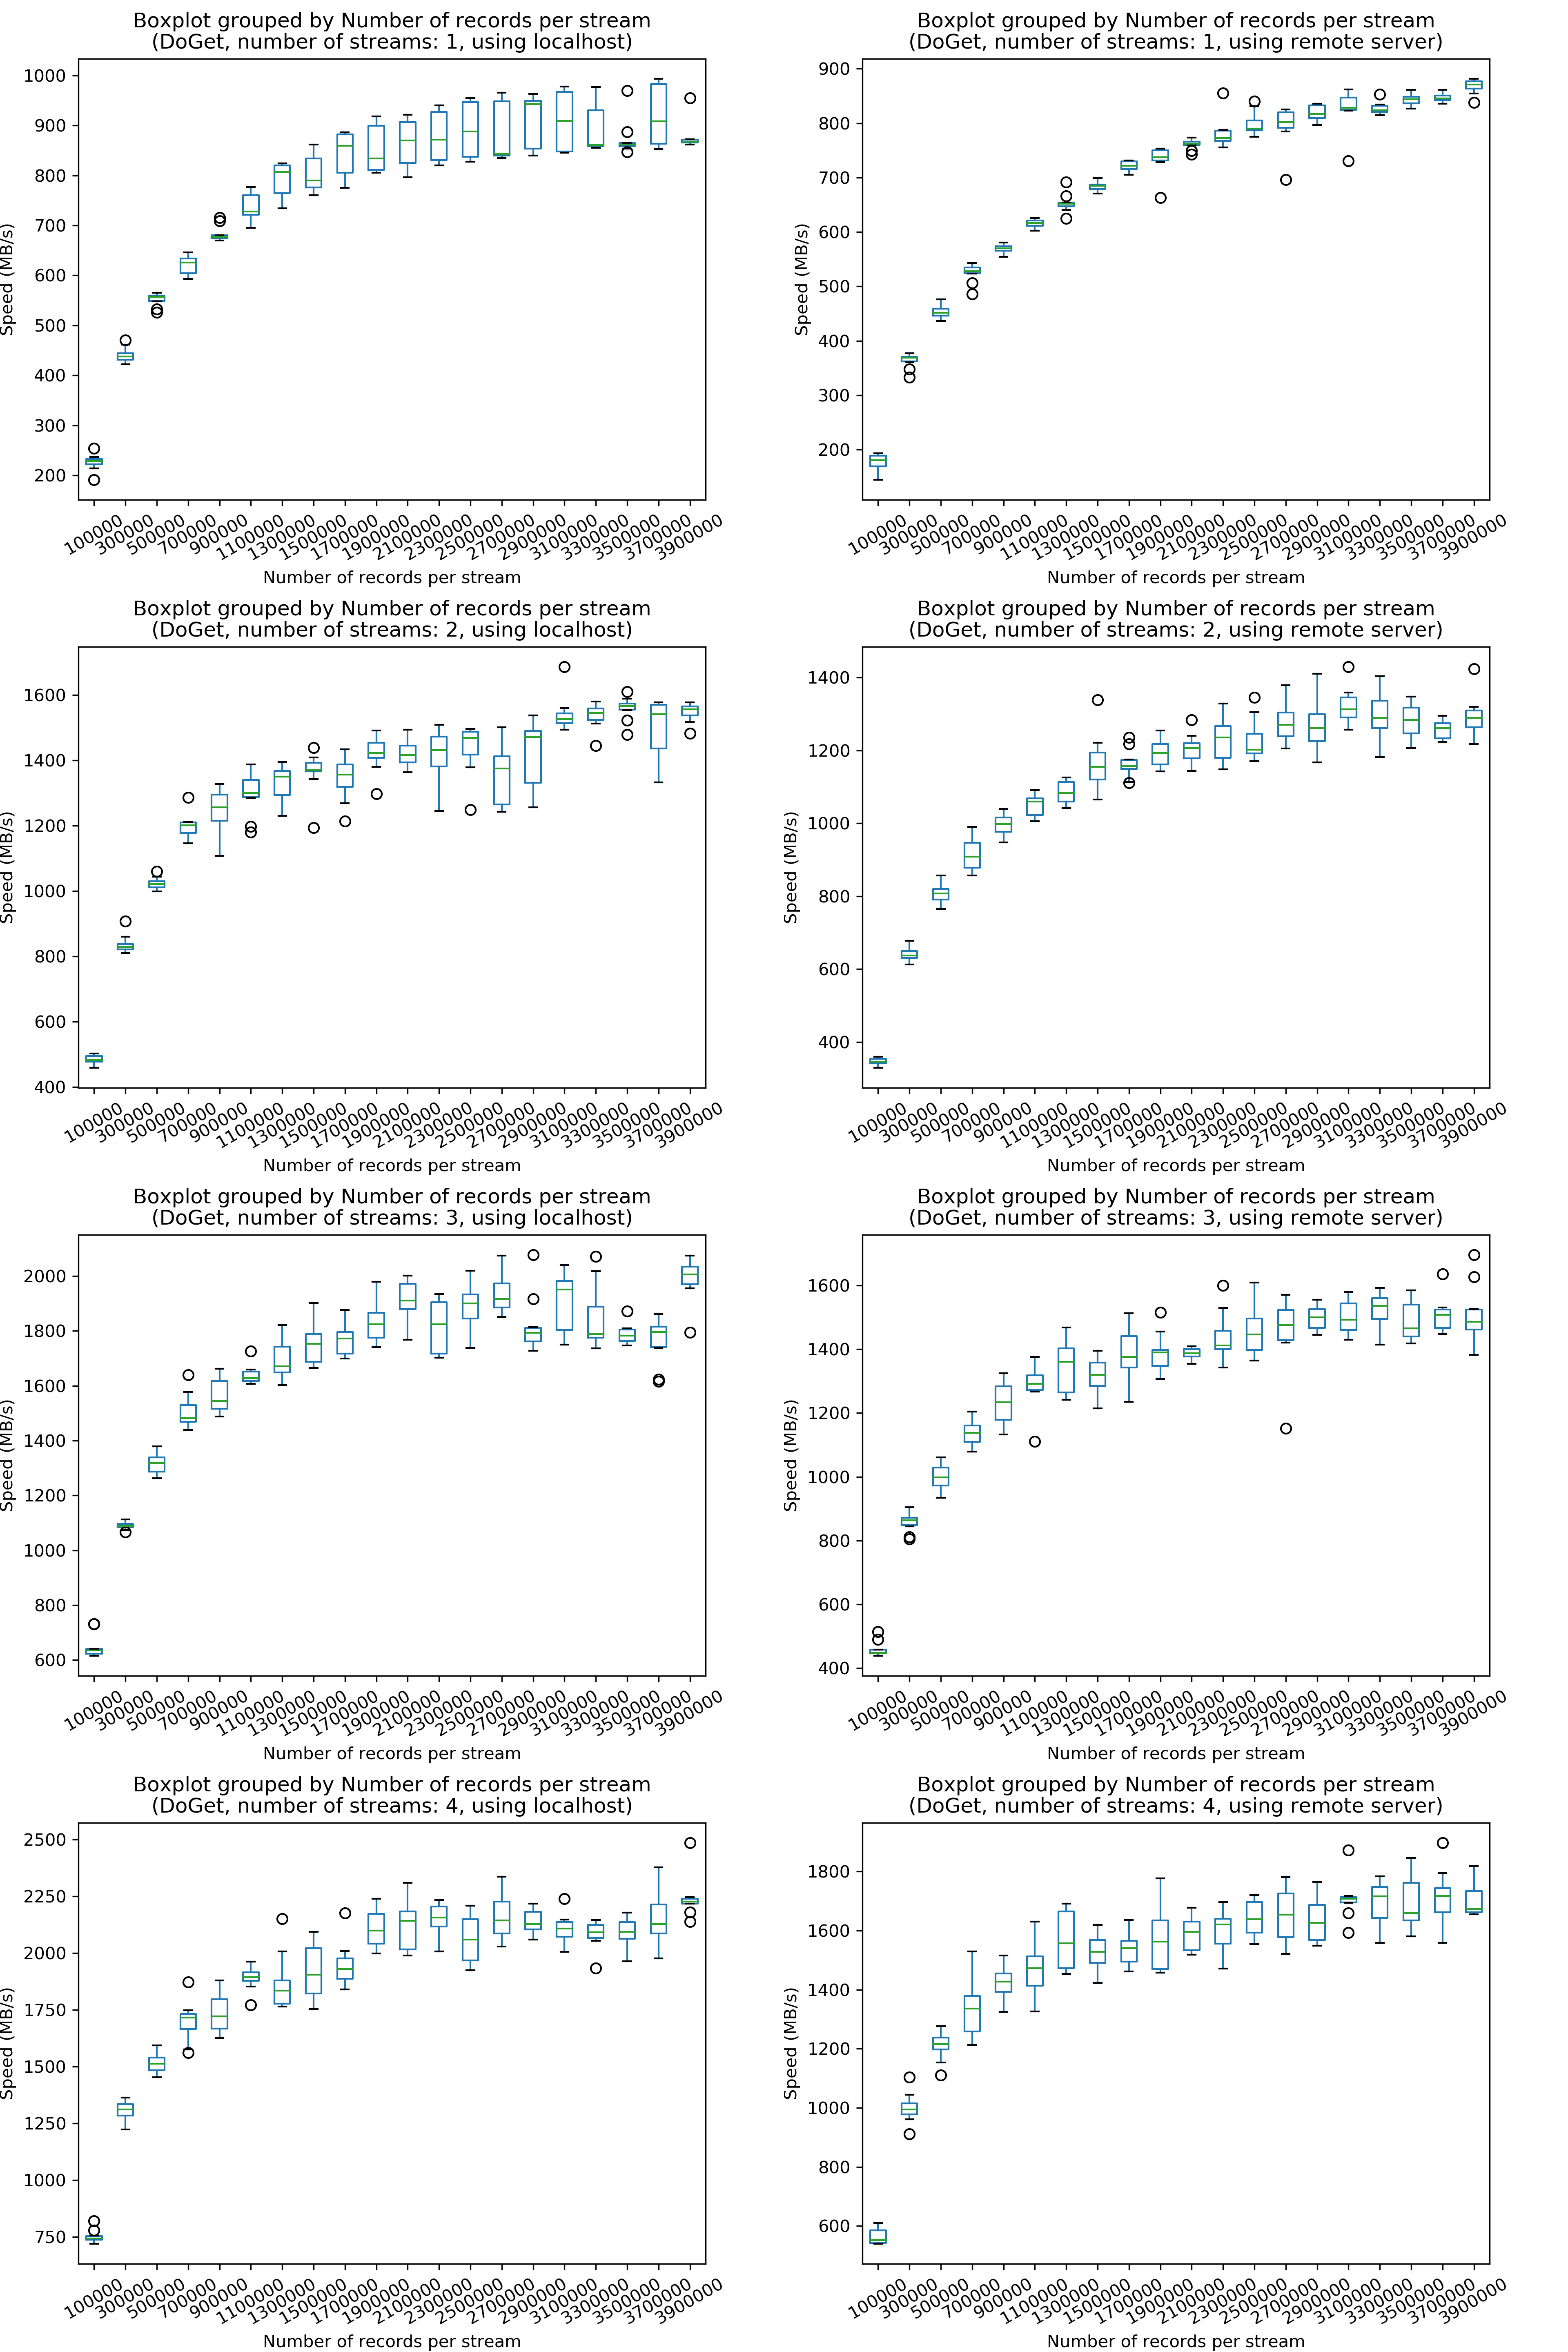 Boxplot grouped by Number of records per stream
(DoGet, number of streams: 1, using localhost)
Speed (MB/s)
1000
900
800
700
600
500
400
300
200
100000 300000 500000 700000 900000 1100000 1300000 1500000 1700000 1900000 2100000 2300000 2500000 2700000 2900000 3100000 3300000 3500000 3700000 3900000
Number of records per stream
Boxplot grouped by Number of records per stream
(DoGet, number of streams: 1, using remote server)
Speed (MB/s)
900
800
700
600
500
400
300
200
100000 300000 500000 700000 900000 1100000 1300000 1500000 1700000 1900000 2100000 2300000 2500000 2700000 2900000 3100000 3300000 3500000 3700000 3900000
Number of records per stream
Boxplot grouped by Number of records per stream
(DoGet, number of streams: 2, using localhost)
Speed (MB/s)
1600
1400
1200
1000
800
600
400
100000 300000 500000 700000 900000 1100000 1300000 1500000 1700000 1900000 2100000 2300000 2500000 2700000 2900000 3100000 3300000 3500000 3700000 3900000
Number of records per stream
Boxplot grouped by Number of records per stream
(DoGet, number of streams: 2, using remote server)
Speed (MB/s)
1400
1200
1000
800
600
400
100000 300000 500000 700000 900000 1100000 1300000 1500000 1700000 1900000 2100000 2300000 2500000 2700000 2900000 3100000 3300000 3500000 3700000 3900000
Number of records per stream
Boxplot grouped by Number of records per stream
(DoGet, number of streams: 3, using localhost)
Speed (MB/s)
2000
1800
1600
1400
1200
1000
800
600
100000 300000 500000 700000 900000 1100000 1300000 1500000 1700000 1900000 2100000 2300000 2500000 2700000 2900000 3100000 3300000 3500000 3700000 3900000
Number of records per stream
Boxplot grouped by Number of records per stream
(DoGet, number of streams: 3, using remote server)
Speed (MB/s)
1600
1400
1200
1000
800
600
400
100000 300000 500000 700000 900000 1100000 1300000 1500000 1700000 1900000 2100000 2300000 2500000 2700000 2900000 3100000 3300000 3500000 3700000 3900000
Number of records per stream
Boxplot grouped by Number of records per stream
(DoGet, number of streams: 4, using localhost)
Speed (MB/s)
2500
2250
2000
1750
1500
1250
1000
750
100000 300000 500000 700000 900000 1100000 1300000 1500000 1700000 1900000 2100000 2300000 2500000 2700000 2900000 3100000 3300000 3500000 3700000 3900000
Number of records per stream
Boxplot grouped by Number of records per stream
(DoGet, number of streams: 4, using remote server)
Speed (MB/s)
1800
1600
1400
1200
1000
800
600
100000 300000 500000 700000 900000 1100000 1300000 1500000 1700000 1900000 2100000 2300000 2500000 2700000 2900000 3100000 3300000 3500000 3700000 3900000
Number of records per stream